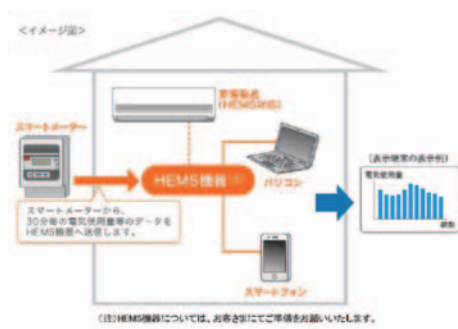 <イメージ図>
家電製品
(HEMS対応)
スマートメーター
HEMS機器
パソコン
スマートメーターから、
30分毎の電気使用量等のデータを
HEMS機器へ送信します。
スマートフォン
(表示端末の表示例)
電気使用量
時間
(注)HEMS機器については、お客さまにてご準備をお願いいたします。